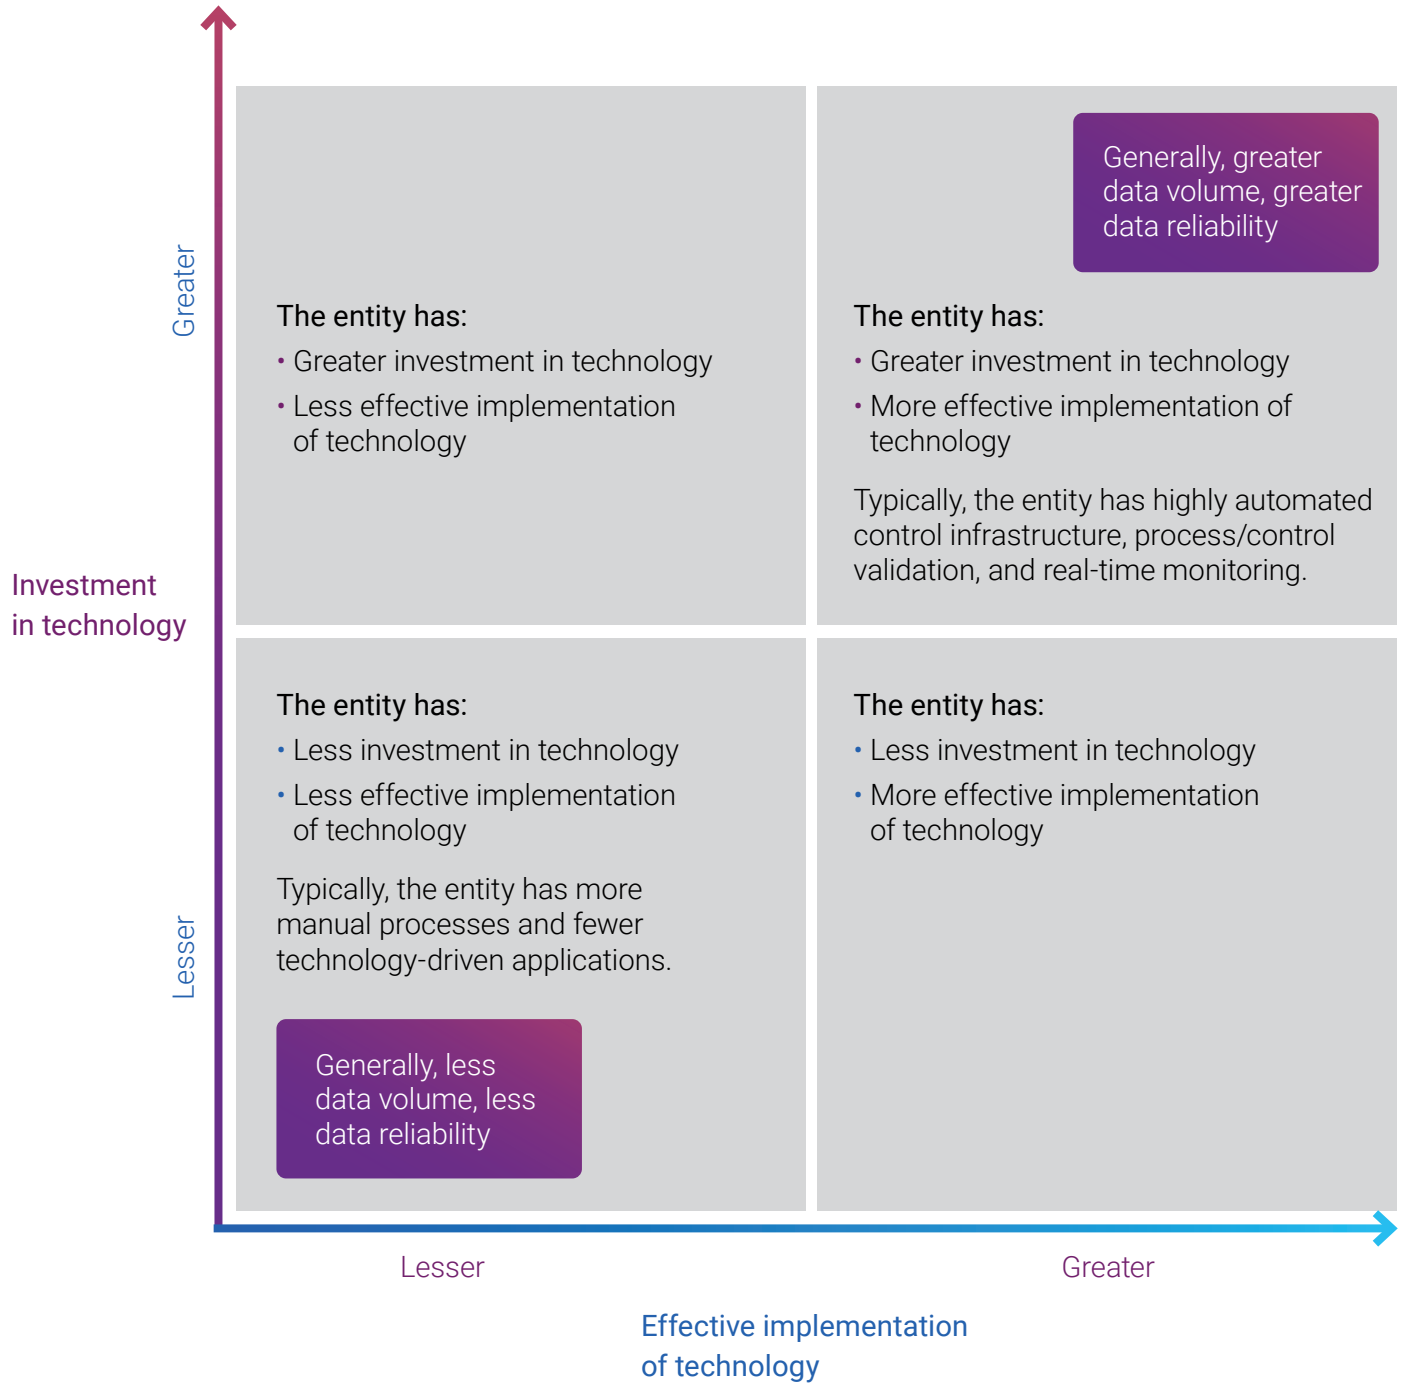 Generally, greater
data volume, greater
data reliability
Greater
The entity has:
• Greater investment in technology
• Less effective implementation
of technology
The entity has:
• Greater investment in technology
• More effective implementation of
technology
Typically, the entity has highly automated
control infrastructure, process/control
validation, and real-time monitoring.
Investment
in technology
The entity has:
• Less investment in technology
• Less effective implementation
of technology
Typically, the entity has more
manual processes and fewer
technology-driven applications.
Lesser
Generally, less
data volume, less
data reliability
The entity has:
• Less investment in technology
• More effective implementation
of technology
Lesser
Greater
Effective implementation
of technology